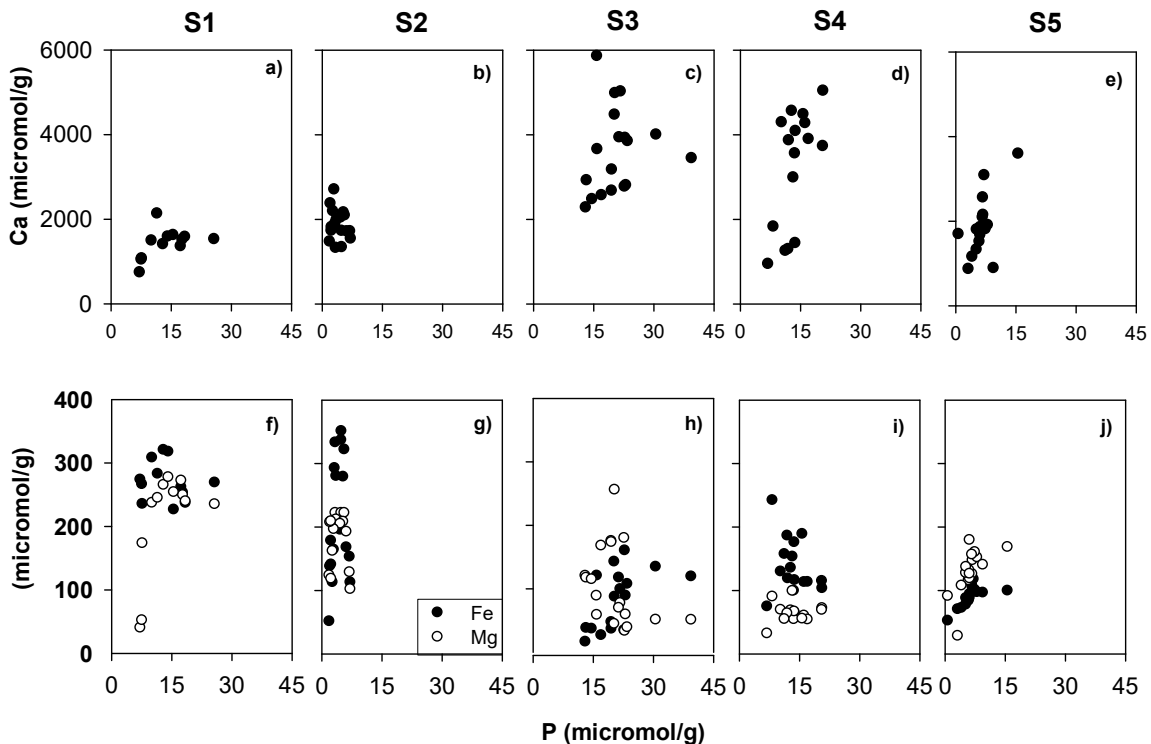 S1 S2 S3 S4 S5
Ca (micromol/g)
6000
4000
2000
0
a) b) c) d) e)
0 15 30 45 0 15 30 45 0 15 30 45 0 15 30 45 0 15 30 45
(micromol/g)
400
300
200
100
0
f) g) h) i) j)
Fe
Mg
0 15 30 45 0 15 30 45 0 15 30 45 0 15 30 45 0 15 30 45
P (micromol/g)